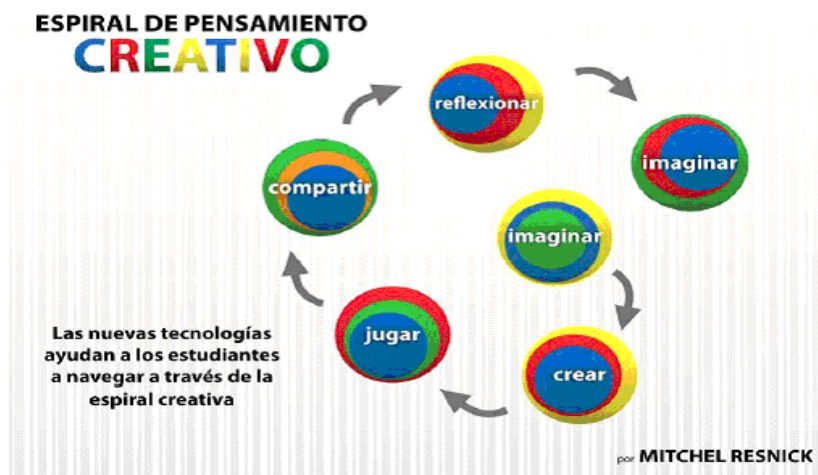 ESPIRAL DE PENSAMIENTO
CREATIVO
reflexionar
imaginar
compartir
imaginar
jugar
crear
Las nuevas tecnologías
ayudan a los estudiantes
a navegar a través de la
espiral creativa
por MITCHEL RESNICK